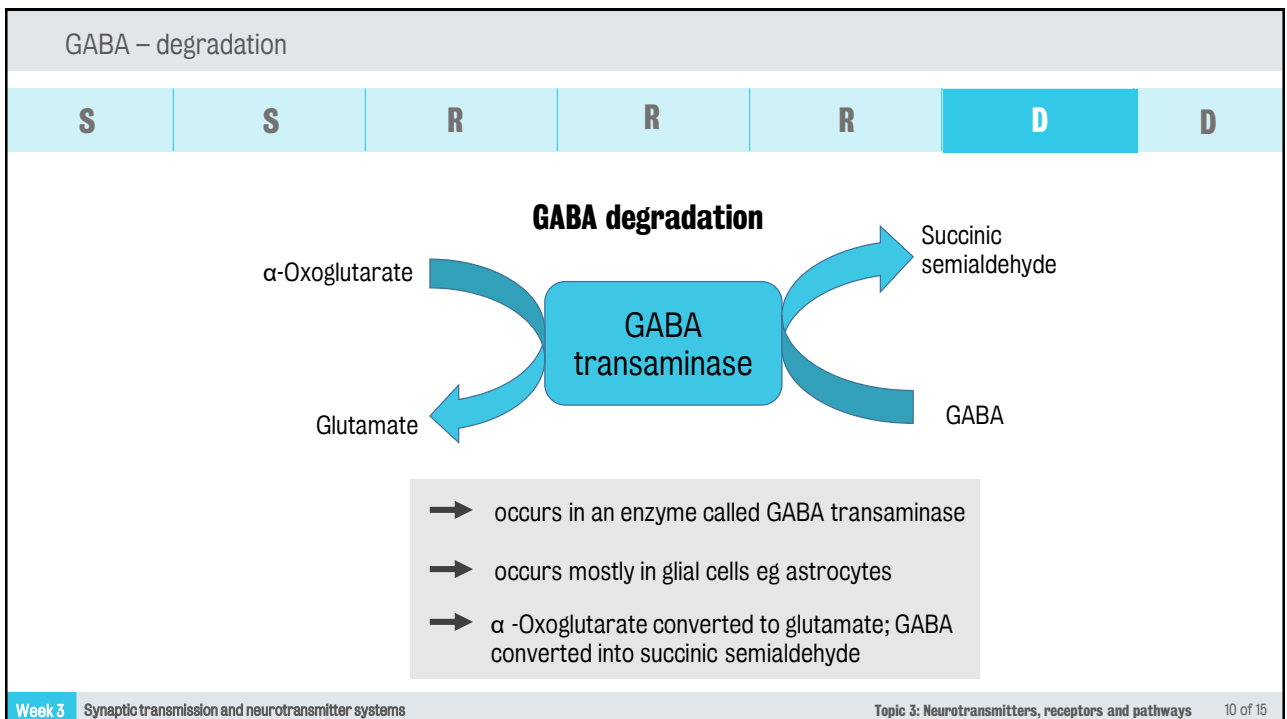 GABA – degradation
S S R R R D D
GABA degradation
α-Oxoglutarate
Succinic
semialdehyde
GABA
transaminase
Glutamate
GABA
occurs in an enzyme called GABA transaminase
occurs mostly in glial cells eg astrocytes
α -Oxoglutarate converted to glutamate; GABA
converted into succinic semialdehyde
Week 3 Synaptic transmission and neurotransmitter systems Topic 3: Neurotransmitters, receptors and pathways 10 of 15